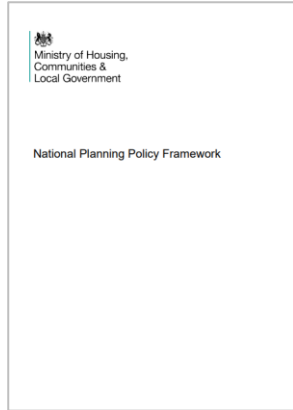 Ministry of Housing,
Communities &
Local Government
National Planning Policy Framework